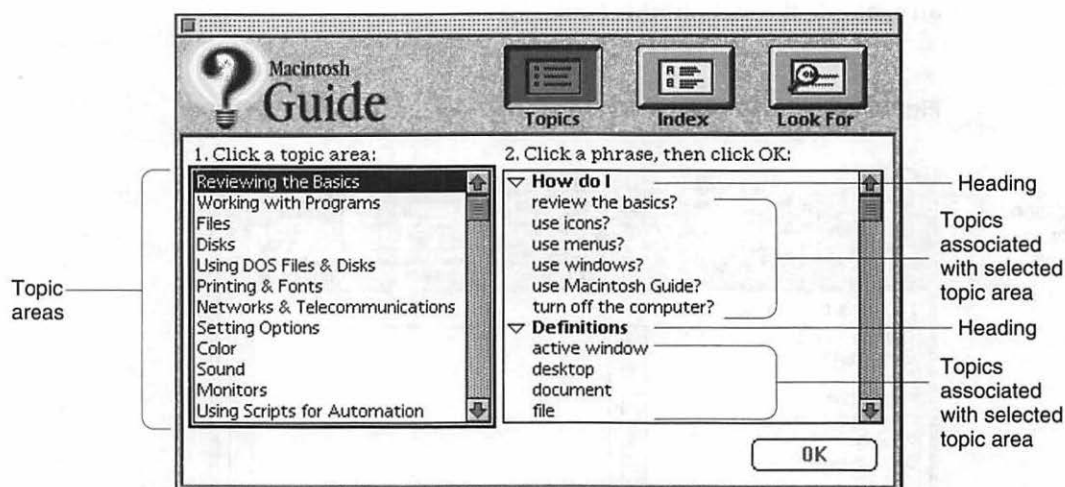 Macintosh
Guide
Topics
Index
Look For
1. Click a topic area:
Reviewing the Basics
Working with Programs
Files
Disks
Using DOS Files & Disks
Printing & Fonts
Networks & Telecommunications
Setting Options
Color
Sound
Monitors
Using Scripts for Automation
2. Click a phrase, then click OK:
How do I
review the basics?
use icons?
use menus?
use windows?
use Macintosh Guide?
turn off the computer?
Definitions
active window
desktop
document
file
OK
Topic
areas
Heading
Topics
associated
with selected
topic area
Heading
Topics
associated
with selected
topic area